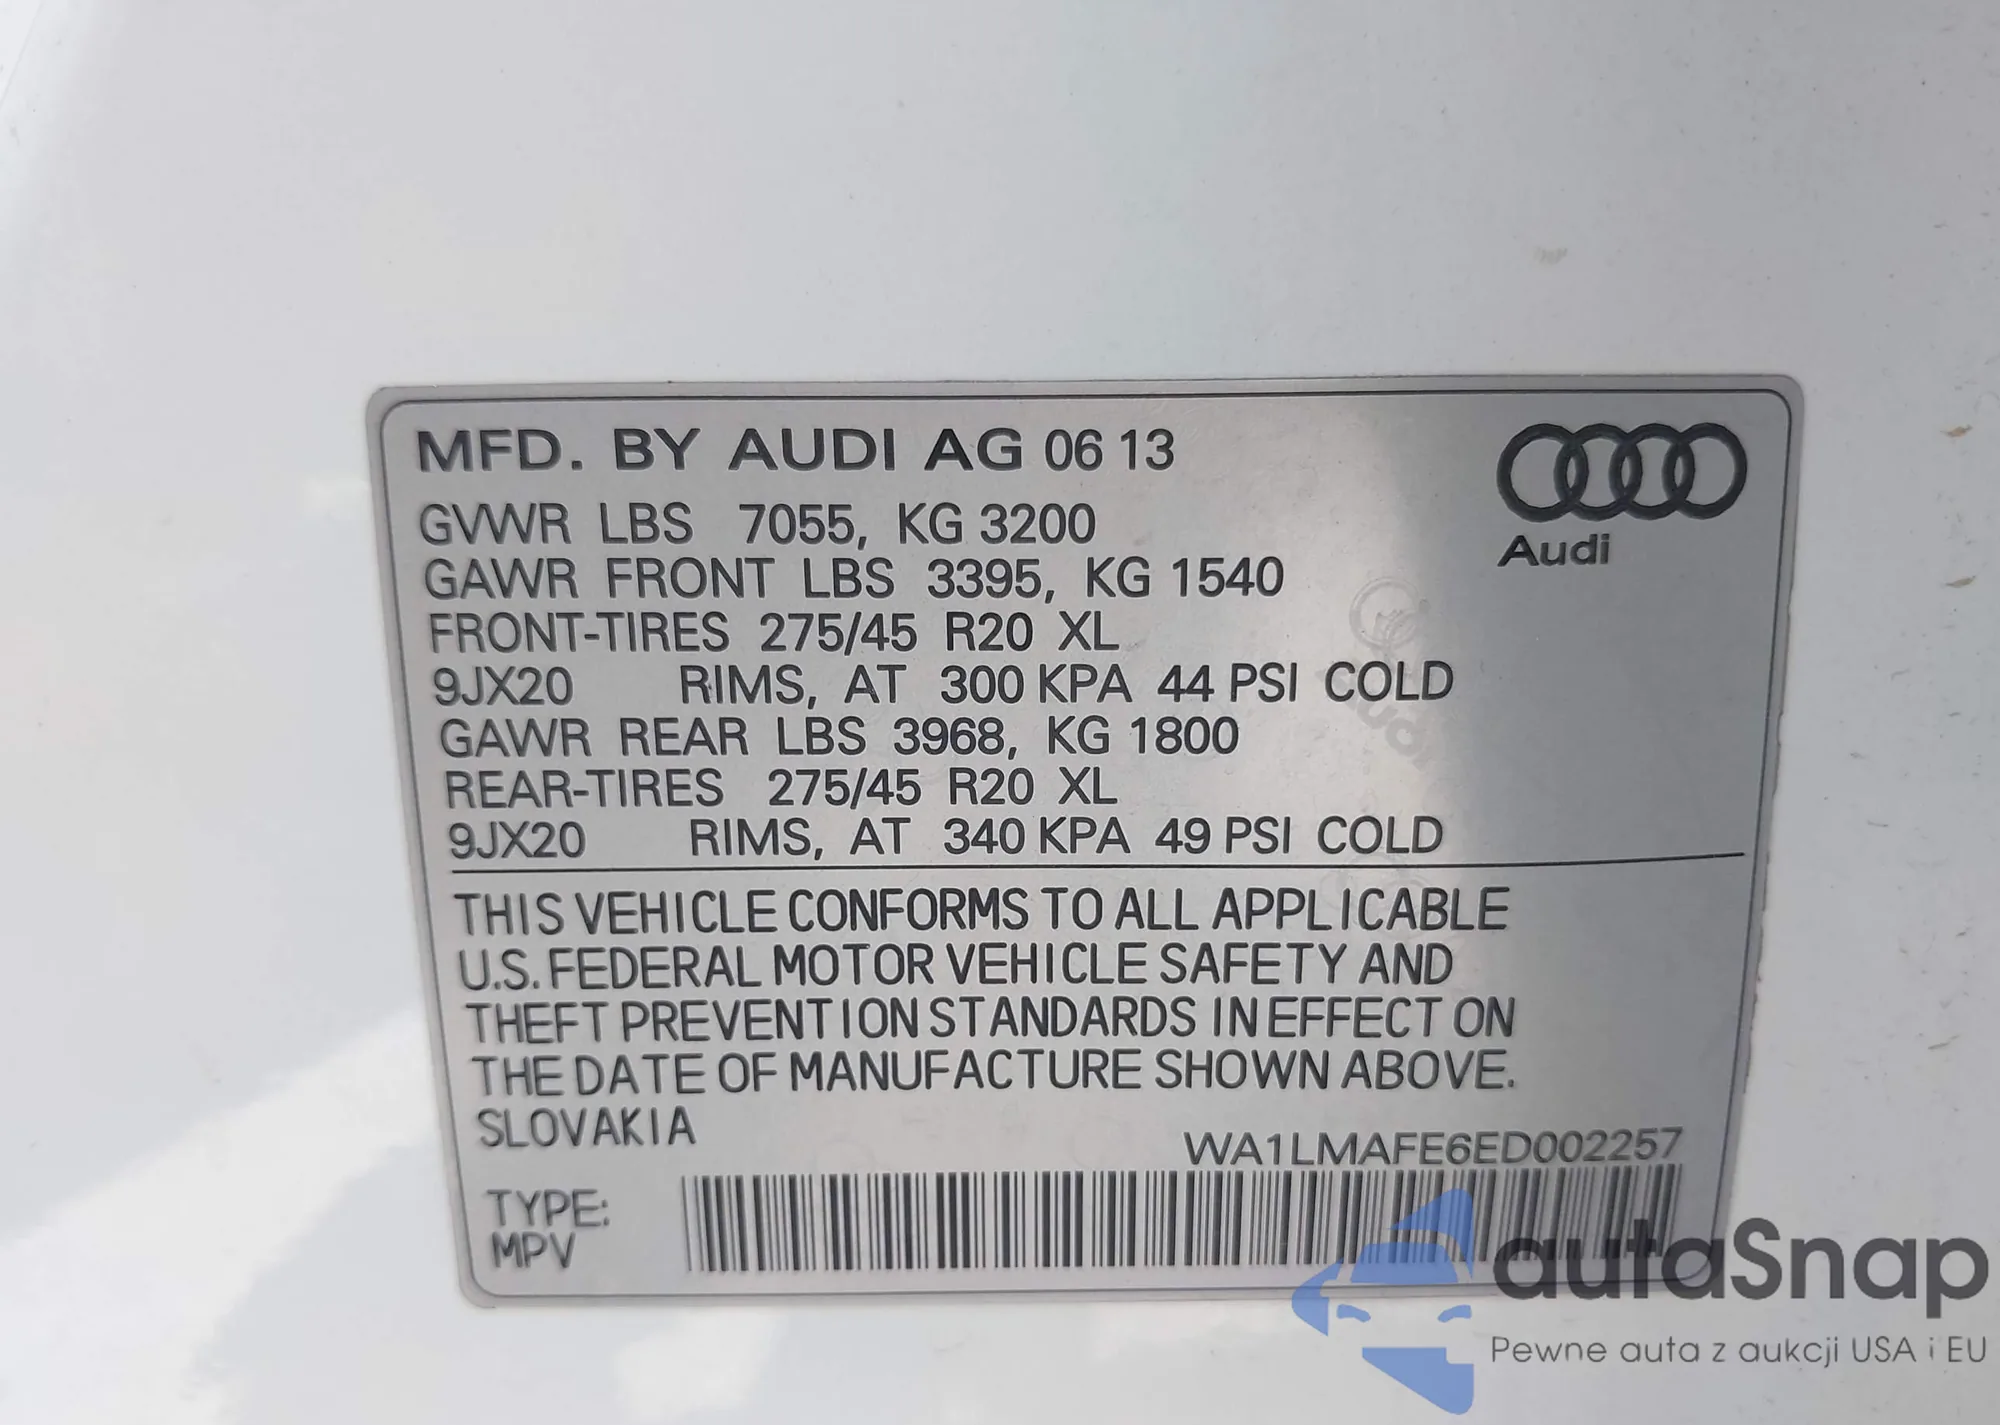 MFD. BY AUDI AG 06 13
Audi
GVWR LBS 7055, KG 3200
GAWR FRONT LBS 3395, KG 1540
FRONT-TIRES 275/45 R20 XL
9JX20 RIMS, AT 300 KPA 44 PSI COLD
GAWR REAR LBS 3968, KG 1800
REAR-TIRES 275/45 R20 XL
9JX20 RIMS, AT 340 KPA 49 PSI COLD
THIS VEHICLE CONFORMS TO ALL APPLICABLE
U.S. FEDERAL MOTOR VEHICLE SAFETY AND
THEFT PREVENTION STANDARDS IN EFFECT ON
THE DATE OF MANUFACTURE SHOWN ABOVE.
SLOVAKIA
WA1LMAFE6ED002257
TYPE:
MPV
autaSnap
Pewne auta z aukcji USA i EU